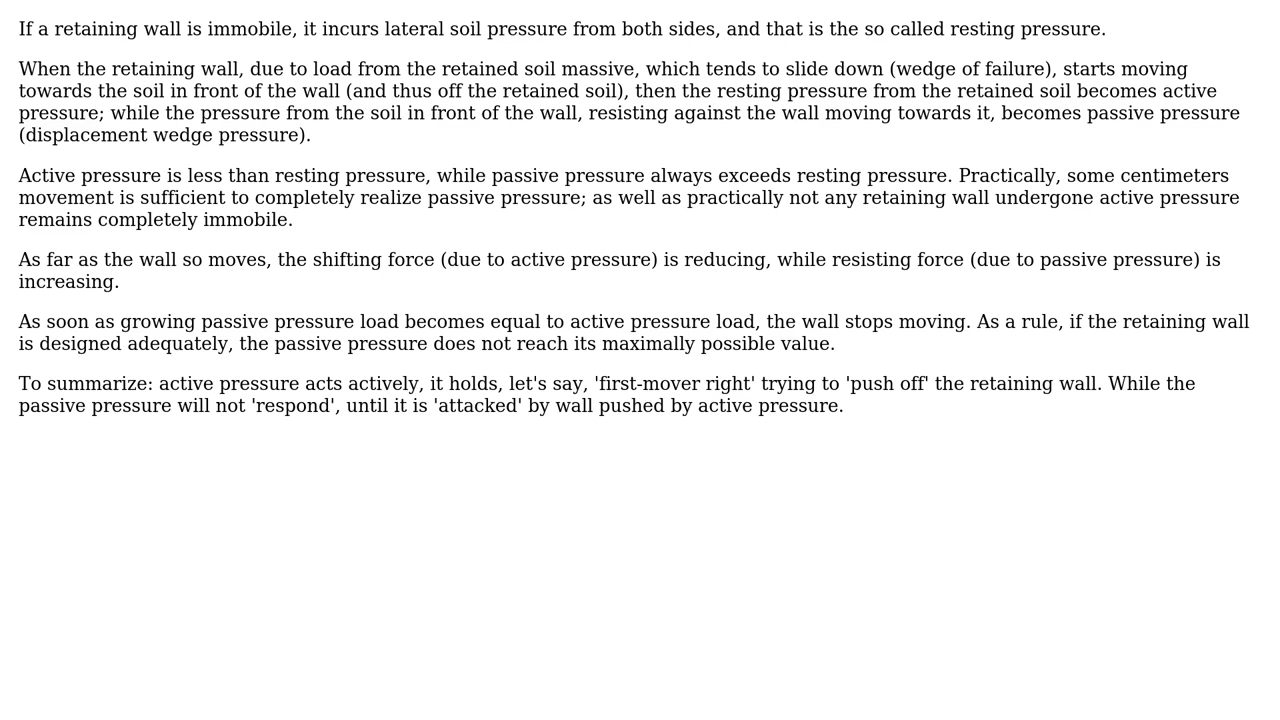 If a retaining wall is immobile, it incurs lateral soil pressure from both sides, and that is the so called resting pressure.
When the retaining wall, due to load from the retained soil massive, which tends to slide down (wedge of failure), starts moving
towards the soil in front of the wall (and thus off the retained soil), then the resting pressure from the retained soil becomes active
pressure; while the pressure from the soil in front of the wall, resisting against the wall moving towards it, becomes passive pressure
(displacement wedge pressure).
Active pressure is less than resting pressure, while passive pressure always exceeds resting pressure. Practically, some centimeters
movement is sufficient to completely realize passive pressure; as well as practically not any retaining wall undergone active pressure
remains completely immobile.
As far as the wall so moves, the shifting force (due to active pressure) is reducing, while resisting force (due to passive pressure) is
increasing.
As soon as growing passive pressure load becomes equal to active pressure load, the wall stops moving. As a rule, if the retaining wall
is designed adequately, the passive pressure does not reach its maximally possible value.
To summarize: active pressure acts actively, it holds, let's say, 'first-mover right' trying to 'push off' the retaining wall. While the
passive pressure will not 'respond', until it is 'attacked' by wall pushed by active pressure.